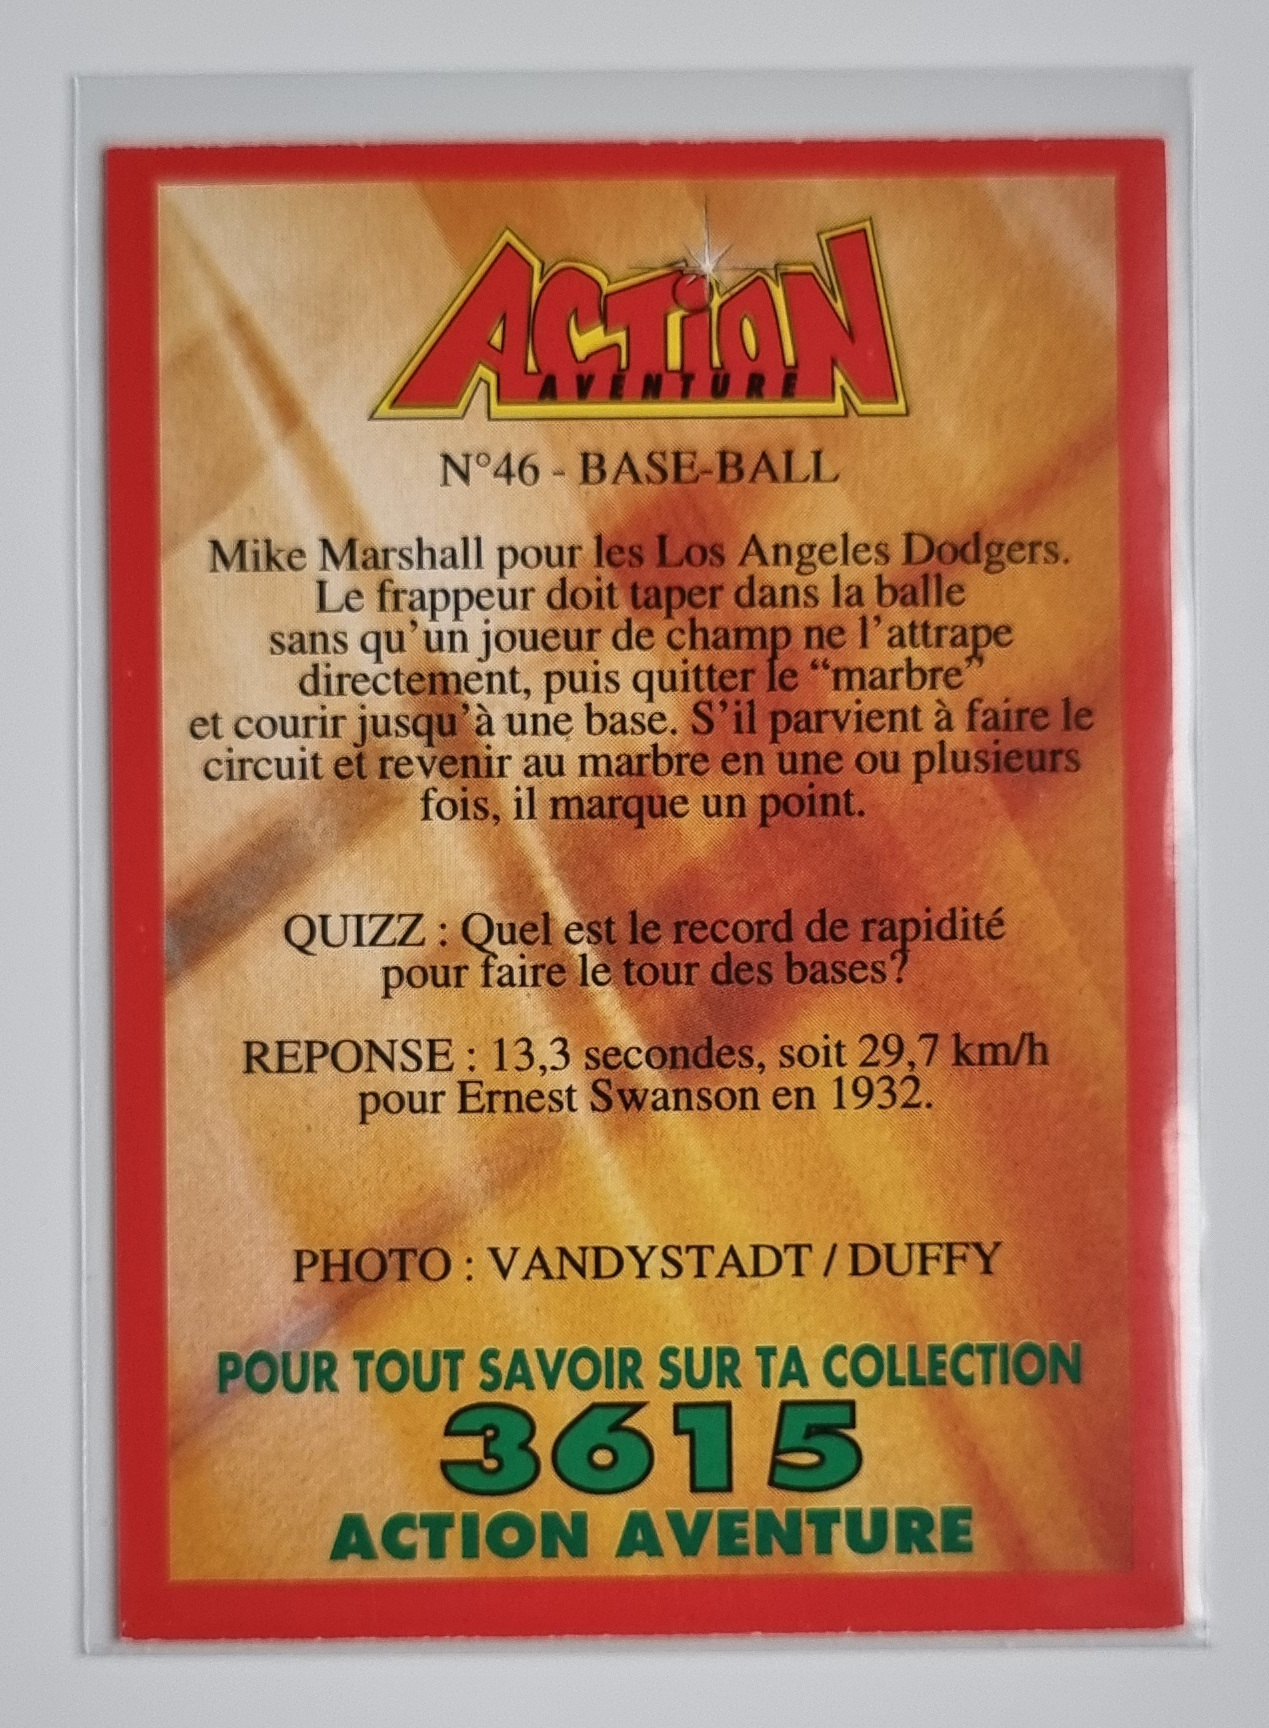 ACTION
AVENTURE
N°46 - BASE-BALL
Mike Marshall pour les Los Angeles Dodgers.
Le frappeur doit taper dans la balle
sans qu'un joueur de champ ne l'attrape
directement, puis quitter le “marbre”
et courir jusqu'à une base. S'il parvient à faire le
circuit et revenir au marbre en une ou plusieurs
fois, il marque un point.
QUIZZ : Quel est le record de rapidité
pour faire le tour des bases?
REPONSE : 13,3 secondes, soit 29,7 km/h
pour Ernest Swanson en 1932.
PHOTO : VANDYSTADT / DUFFY
POUR TOUT SAVOIR SUR TA COLLECTION
3615
ACTION AVENTURE